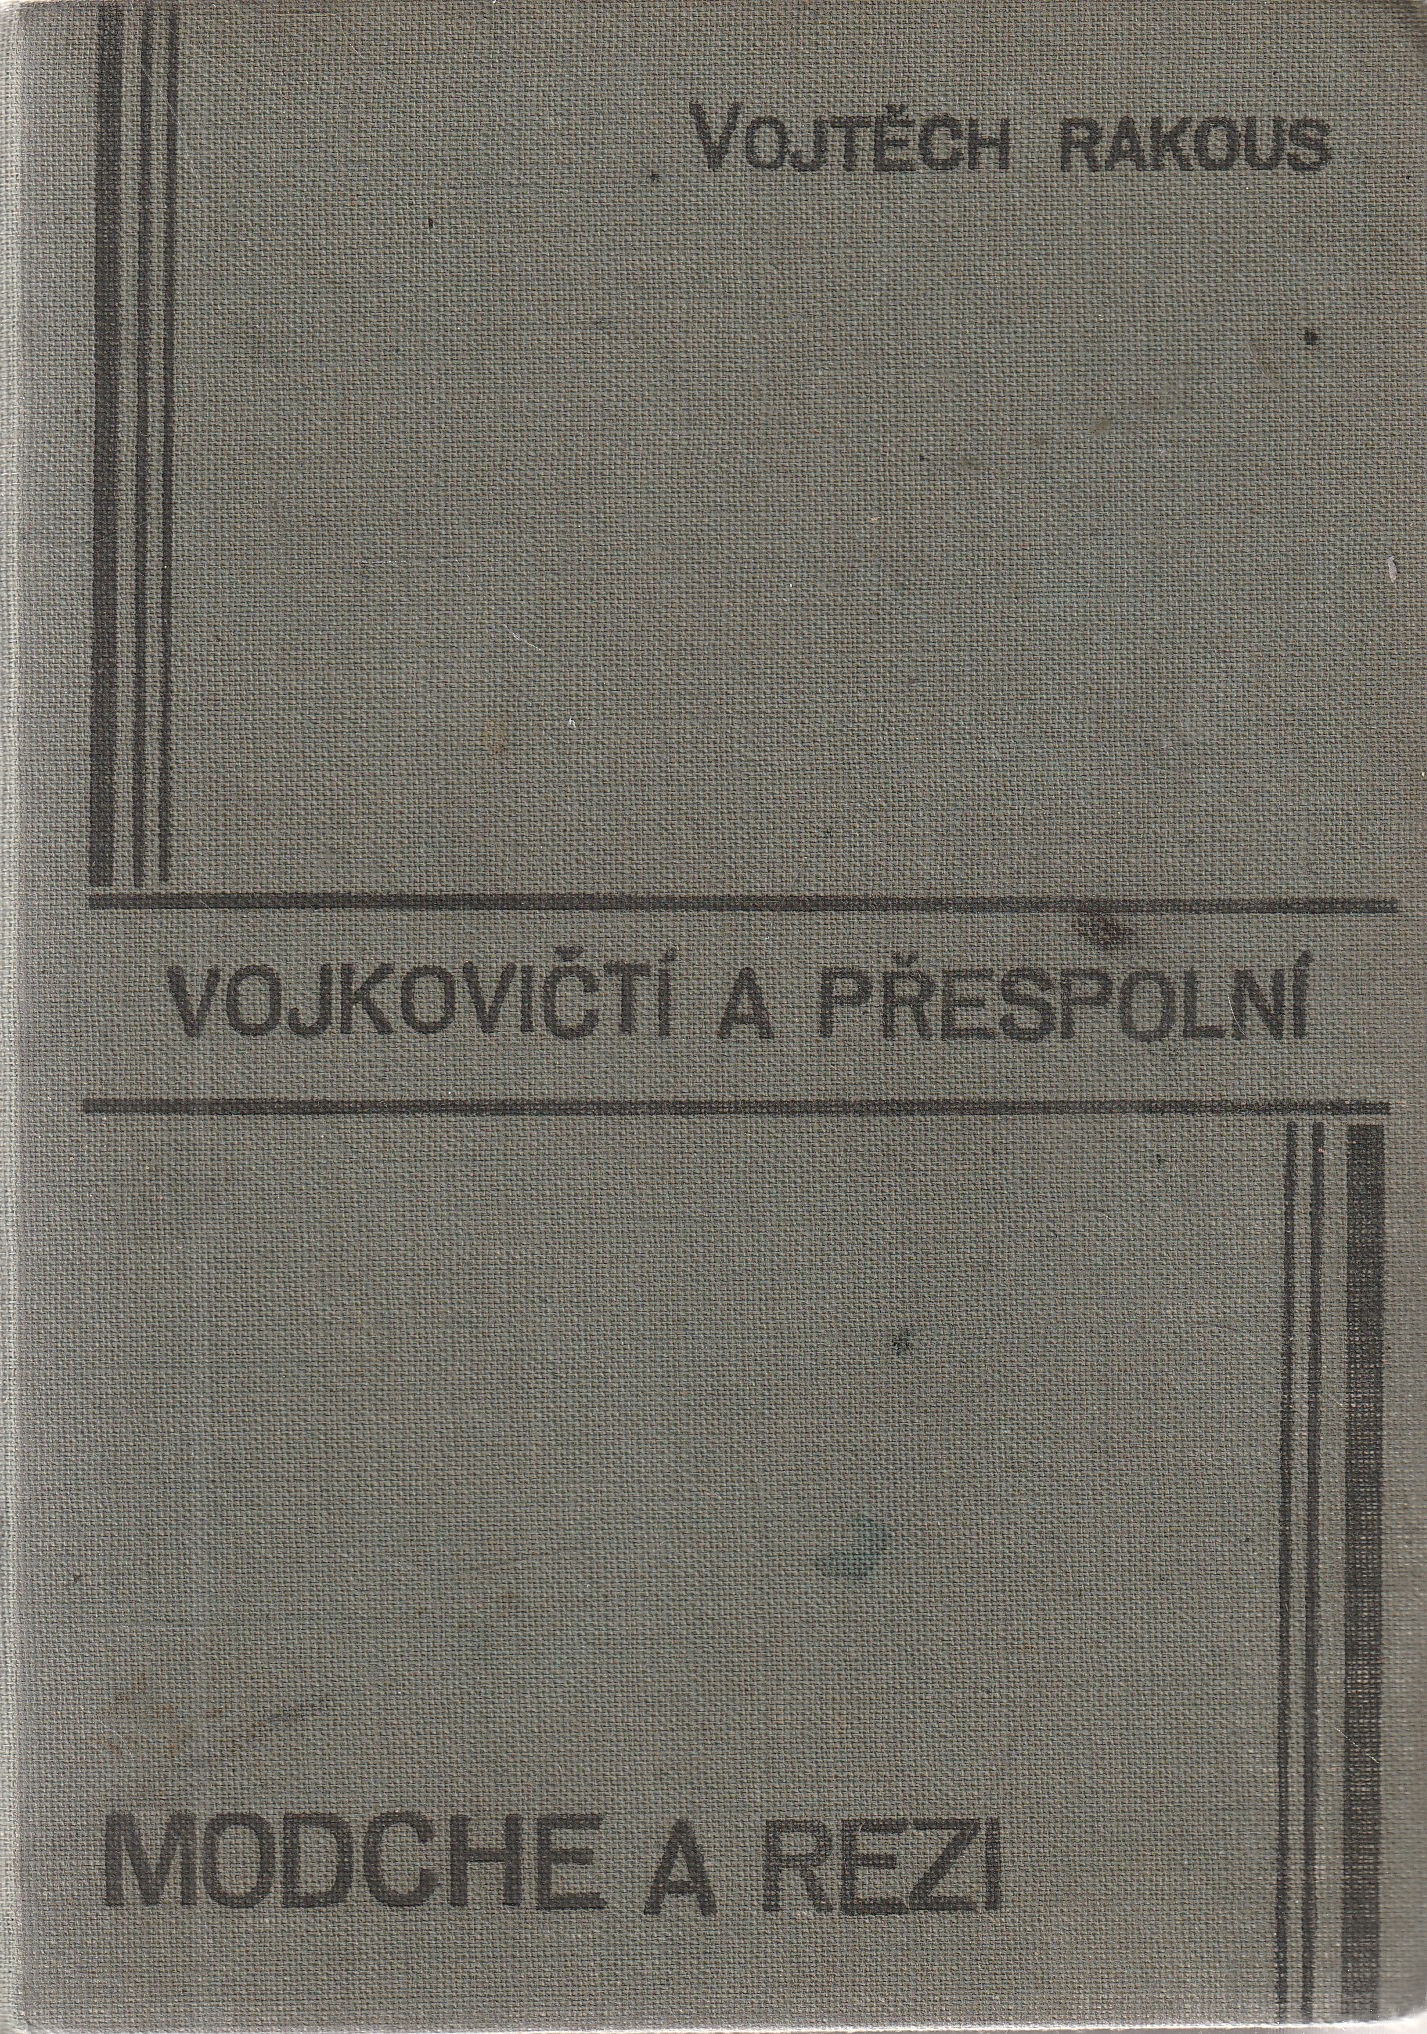 VOJTĚCH RAKOUS
VOJKOVIČTÍ A PŘESPOLNÍ
MODCHE A REZI